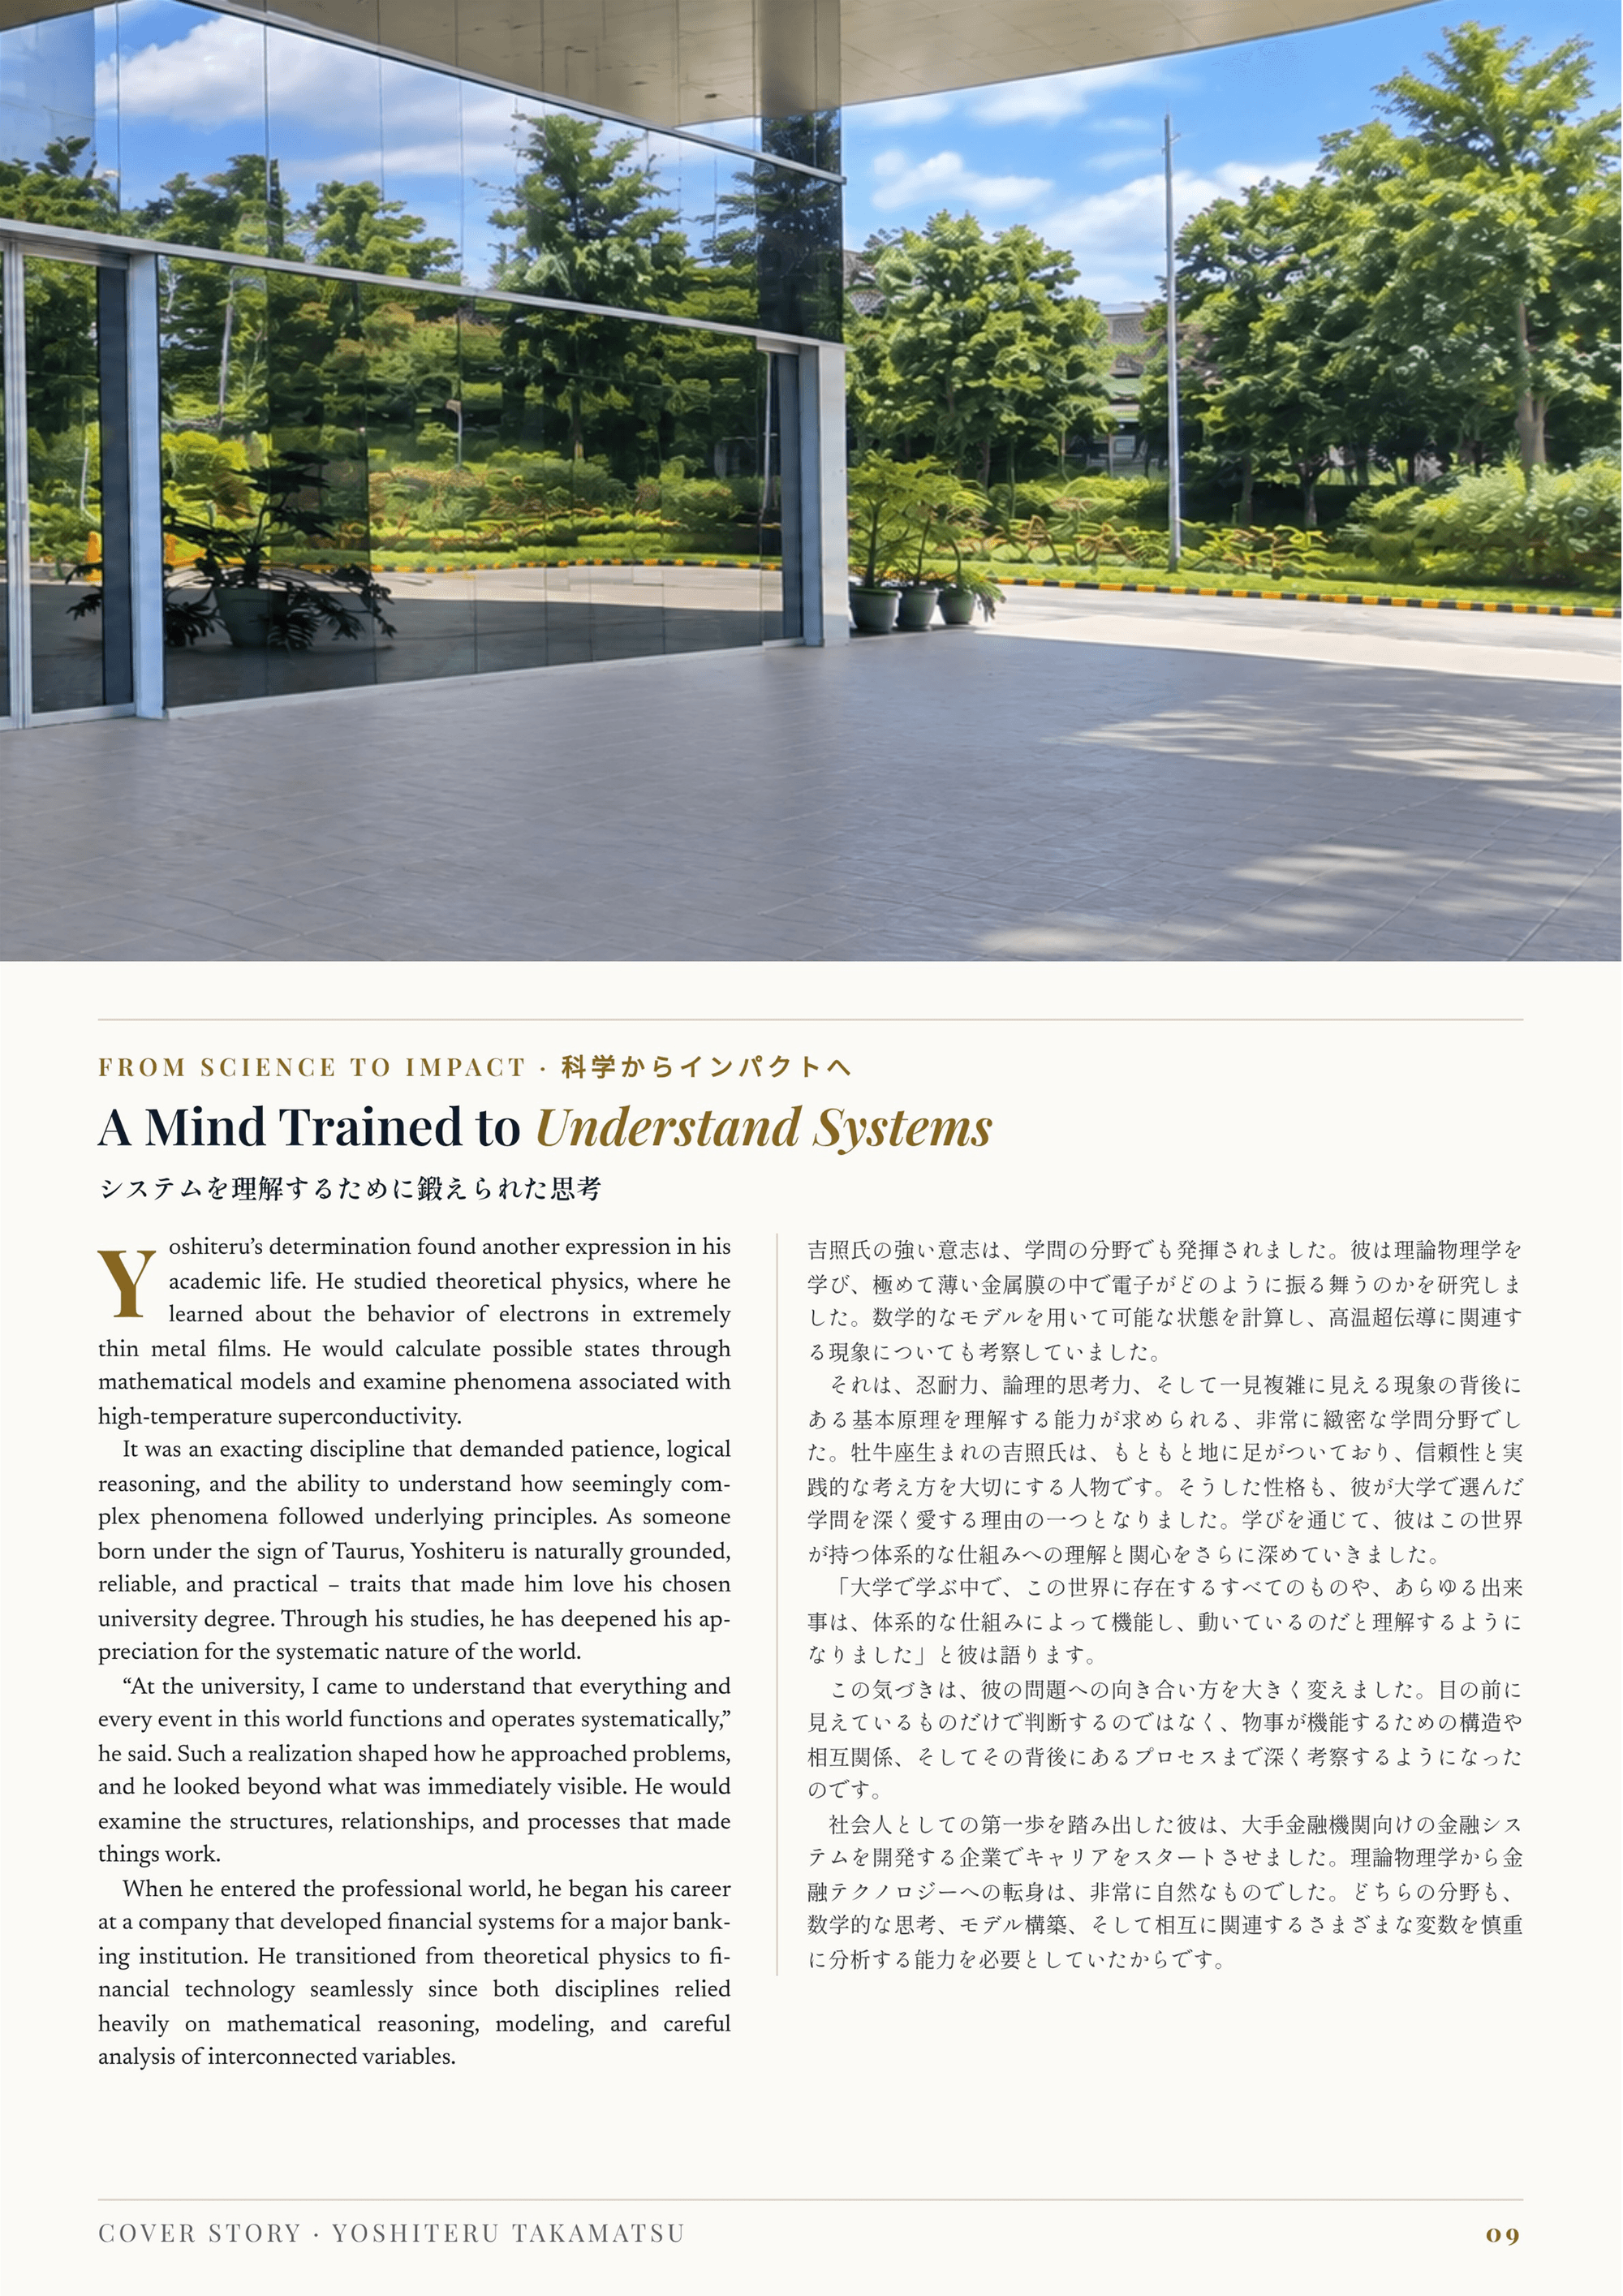 FROM SCIENCE TO IMPACT · 科学からインパクトへ
A Mind Trained to Understand Systems
システムを理解するために鍛えられた思考
Yoshiteru’s determination found another expression in his
academic life. He studied theoretical physics, where he
learned about the behavior of electrons in extremely
thin metal films. He would calculate possible states through
mathematical models and examine phenomena associated with
high-temperature superconductivity.
It was an exacting discipline that demanded patience, logical
reasoning, and the ability to understand how seemingly com-
plex phenomena followed underlying principles. As someone
born under the sign of Taurus, Yoshiteru is naturally grounded,
reliable, and practical – traits that made him love his chosen
university degree. Through his studies, he has deepened his ap-
preciation for the systematic nature of the world.
“At the university, I came to understand that everything and
every event in this world functions and operates systematically,”
he said. Such a realization shaped how he approached problems,
and he looked beyond what was immediately visible. He would
examine the structures, relationships, and processes that made
things work.
When he entered the professional world, he began his career
at a company that developed financial systems for a major bank-
ing institution. He transitioned from theoretical physics to fi-
nancial technology seamlessly since both disciplines relied
heavily on mathematical reasoning, modeling, and careful
analysis of interconnected variables.
吉照氏の強い意志は、学問の分野でも発揮されました。彼は理論物理学を
学び、極めて薄い金属膜の中で電子がどのように振る舞うのかを研究しま
した。数学的なモデルを用いて可能な状態を計算し、高温超伝導に関連す
る現象についても考察していました。
それは、忍耐力、論理的思考力、そして一見複雑に見える現象の背後に
ある基本原理を理解する能力が求められる、非常に緻密な学問分野でし
た。牡牛座生まれの吉照氏は、もともと地に足がついており、信頼性と実
践的な考え方を大切にする人物です。そうした性格も、彼が大学で選んだ
学問を深く愛する理由の一つとなりました。学びを通じて、彼はこの世界
が持つ体系的な仕組みへの理解と関心をさらに深めていきました。
「大学で学ぶ中で、この世界に存在するすべてのものや、あらゆる出来
事は、体系的な仕組みによって機能し、動いているのだと理解するように
なりました」と彼は語ります。
この気づきは、彼の問題への向き合い方を大きく変えました。目の前に
見えているものだけで判断するのではなく、物事が機能するための構造や
相互関係、そしてその背後にあるプロセスまで深く考察するようになった
のです。
社会人としての第一歩を踏み出した彼は、大手金融機関向けの金融シス
テムを開発する企業でキャリアをスタートさせました。理論物理学から金
融テクノロジーへの転身は、非常に自然なものでした。どちらの分野も、
数学的な思考、モデル構築、そして相互に関連するさまざまな変数を慎重
に分析する能力を必要としていたからです。
COVER STORY · YOSHITERU TAKAMATSU
09